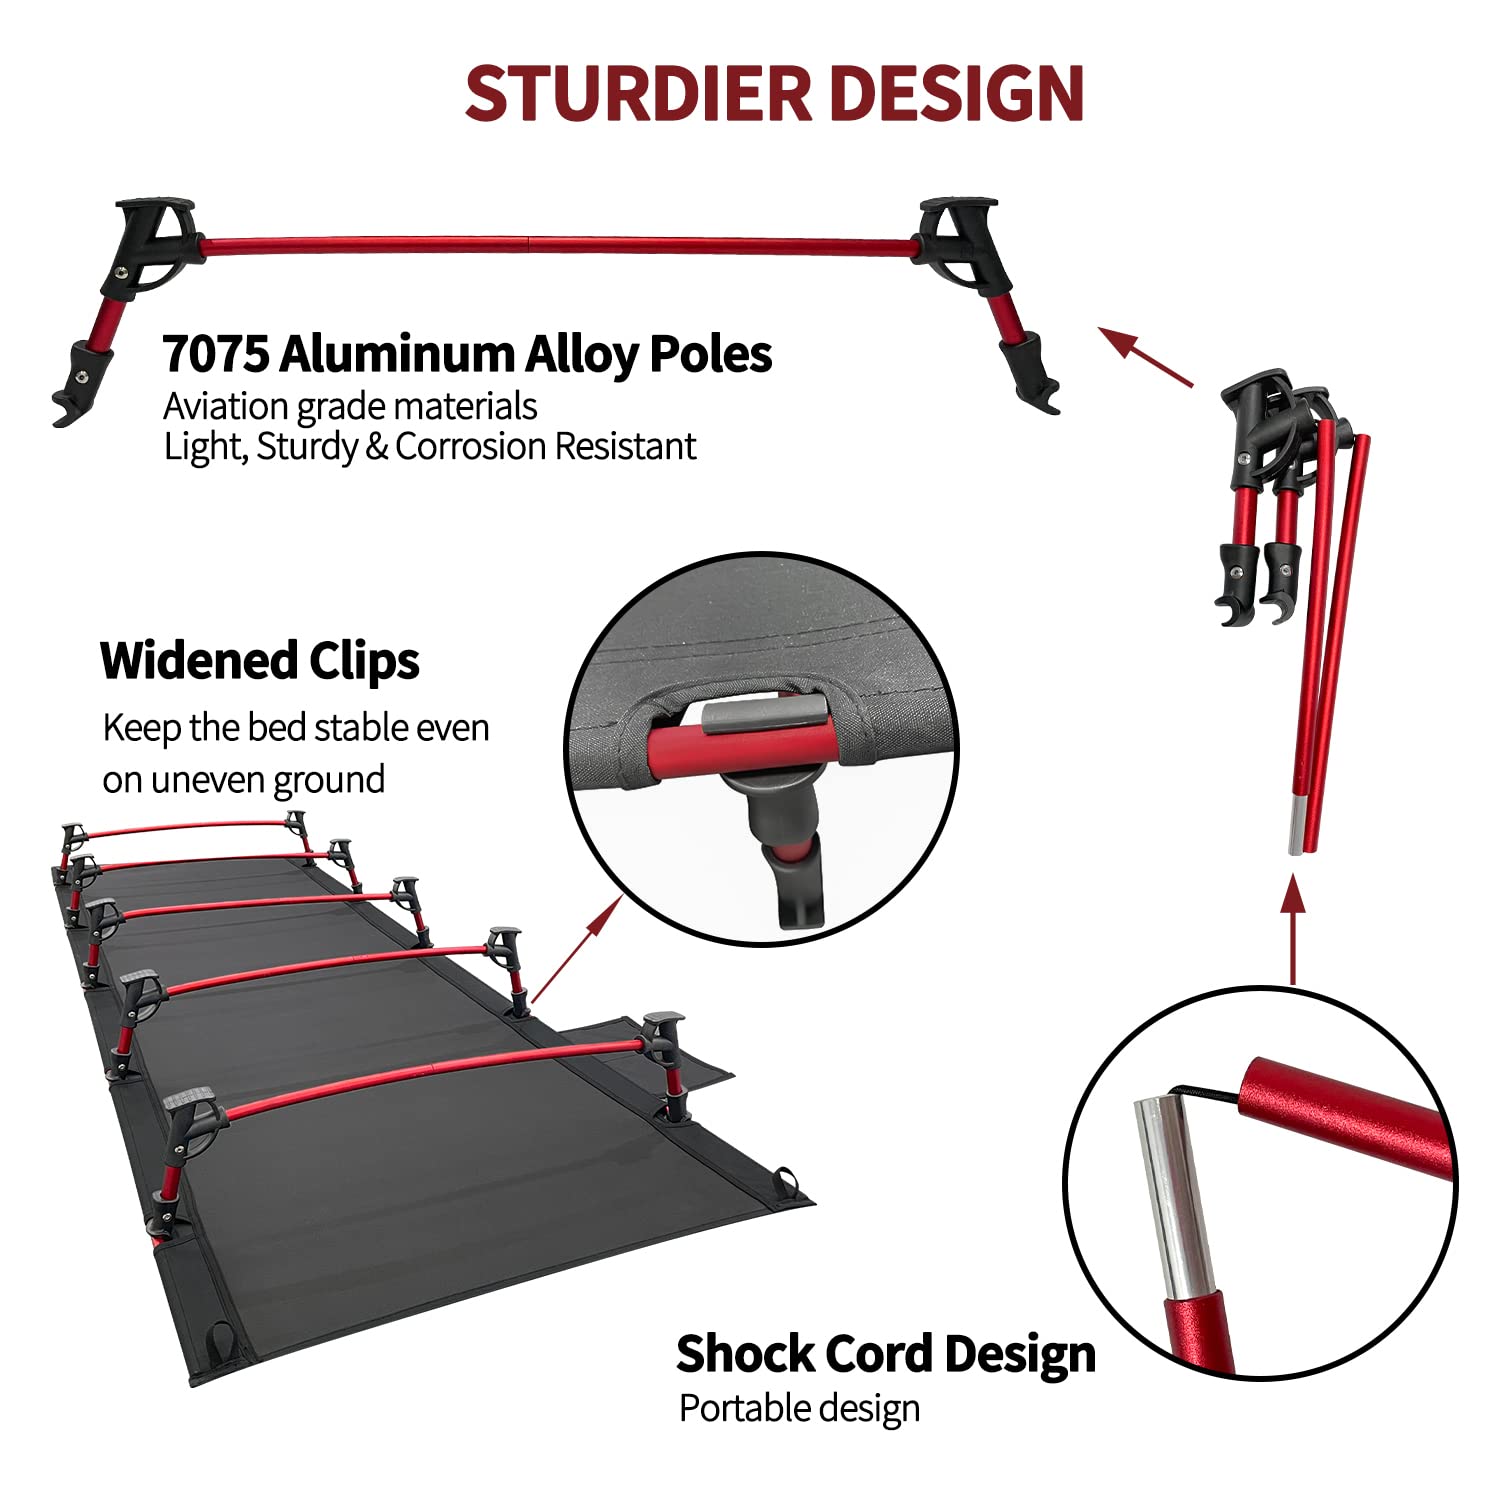 STURDIER DESIGN
7075 Aluminum Alloy Poles
Aviation grade materials
Light, Sturdy & Corrosion Resistant
Widened Clips
Keep the bed stable even
on uneven ground
Shock Cord Design
Portable design